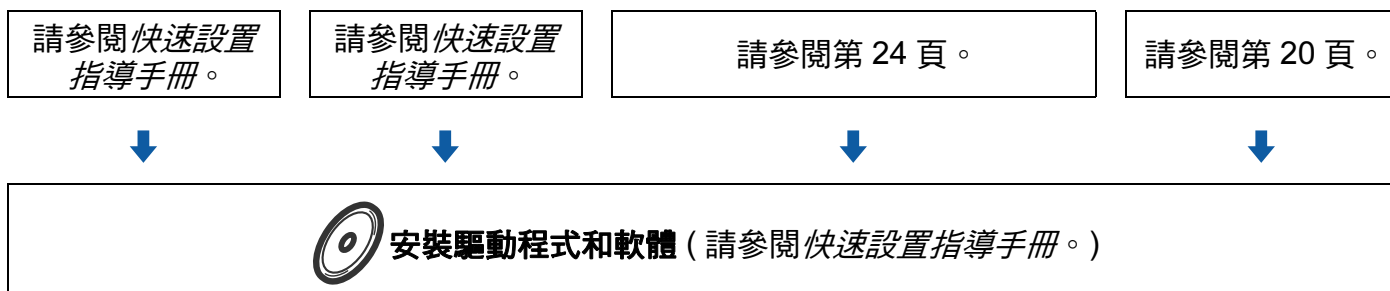 請參閱快速設置
指導手冊。
請參閱快速設置
指導手冊。
請參閱第 24 頁。
請參閱第 20 頁。
安裝驅動程式和軟體 ( 請參閱快速設置指導手冊。)